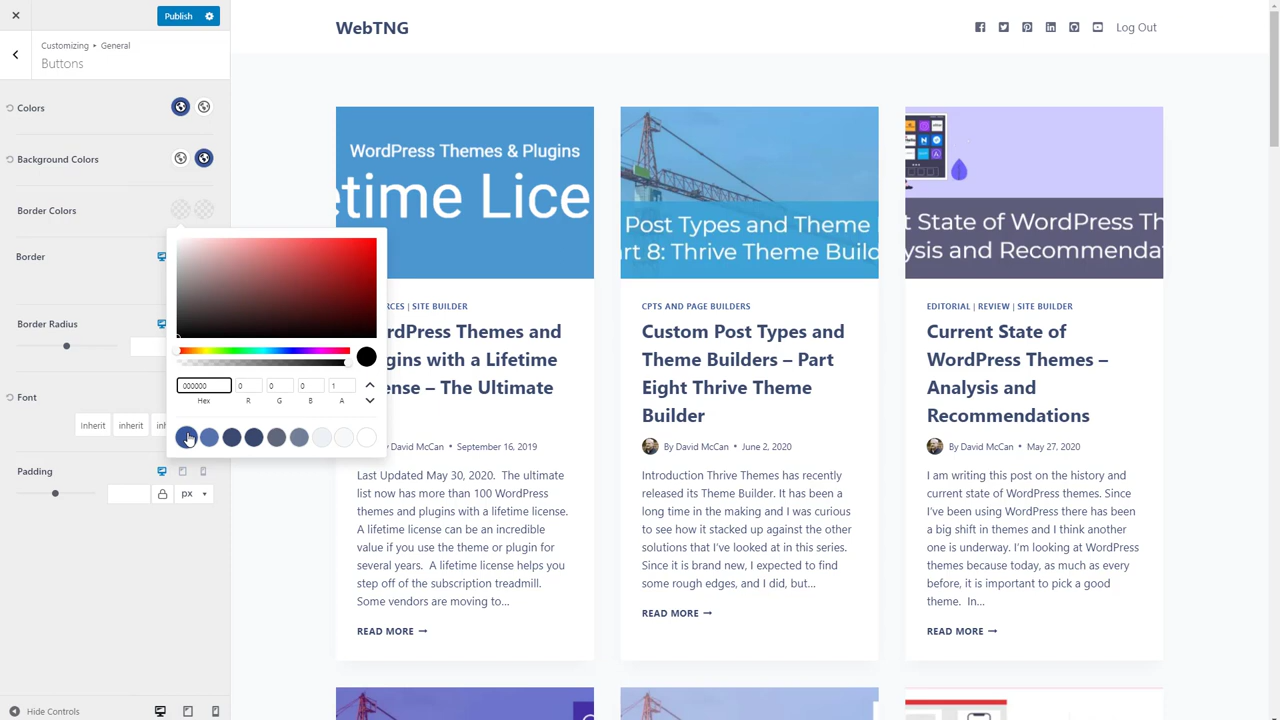 Publish
Customizing ▸ General
Buttons
Colors
Background Colors
Border Colors
Border
Border Radius
Font
Inherit
inherit
Padding
px
000000
0
0
0
1
Hex
R
G
B
A
Hide Controls
WebTNG
Log Out
WordPress Themes & Plugins
etime Lice
RCES | SITE BUILDER
rdPress Themes and
gins with a Lifetime
ense – The Ultimate
David McCan • September 16, 2019
Last Updated May 30, 2020. The ultimate
list now has more than 100 WordPress
themes and plugins with a lifetime license.
A lifetime license can be an incredible
value if you use the theme or plugin for
several years. A lifetime license helps you
step off of the subscription treadmill.
Some vendors are moving to...
READ MORE →
Post Types and Theme
rt 8: Thrive Theme Build
CPTS AND PAGE BUILDERS
Custom Post Types and
Theme Builders – Part
Eight Thrive Theme
Builder
By David McCan • June 2, 2020
Introduction Thrive Themes has recently
released its Theme Builder. It has been a
long time in the making and I was curious
to see how it stacked up against the other
solutions that I've looked at in this series.
Since it is brand new, I expected to find
some rough edges, and I did, but...
READ MORE →
t State of WordPress Th
ysis and Recommendat
EDITORIAL | REVIEW | SITE BUILDER
Current State of
WordPress Themes –
Analysis and
Recommendations
By David McCan • May 27, 2020
I am writing this post on the history and
current state of WordPress themes. Since
I've been using WordPress there has been
a big shift in themes and I think another
one is underway. I'm looking at WordPress
themes because today, as much as every
before, it is important to pick a good
theme. In...
READ MORE →